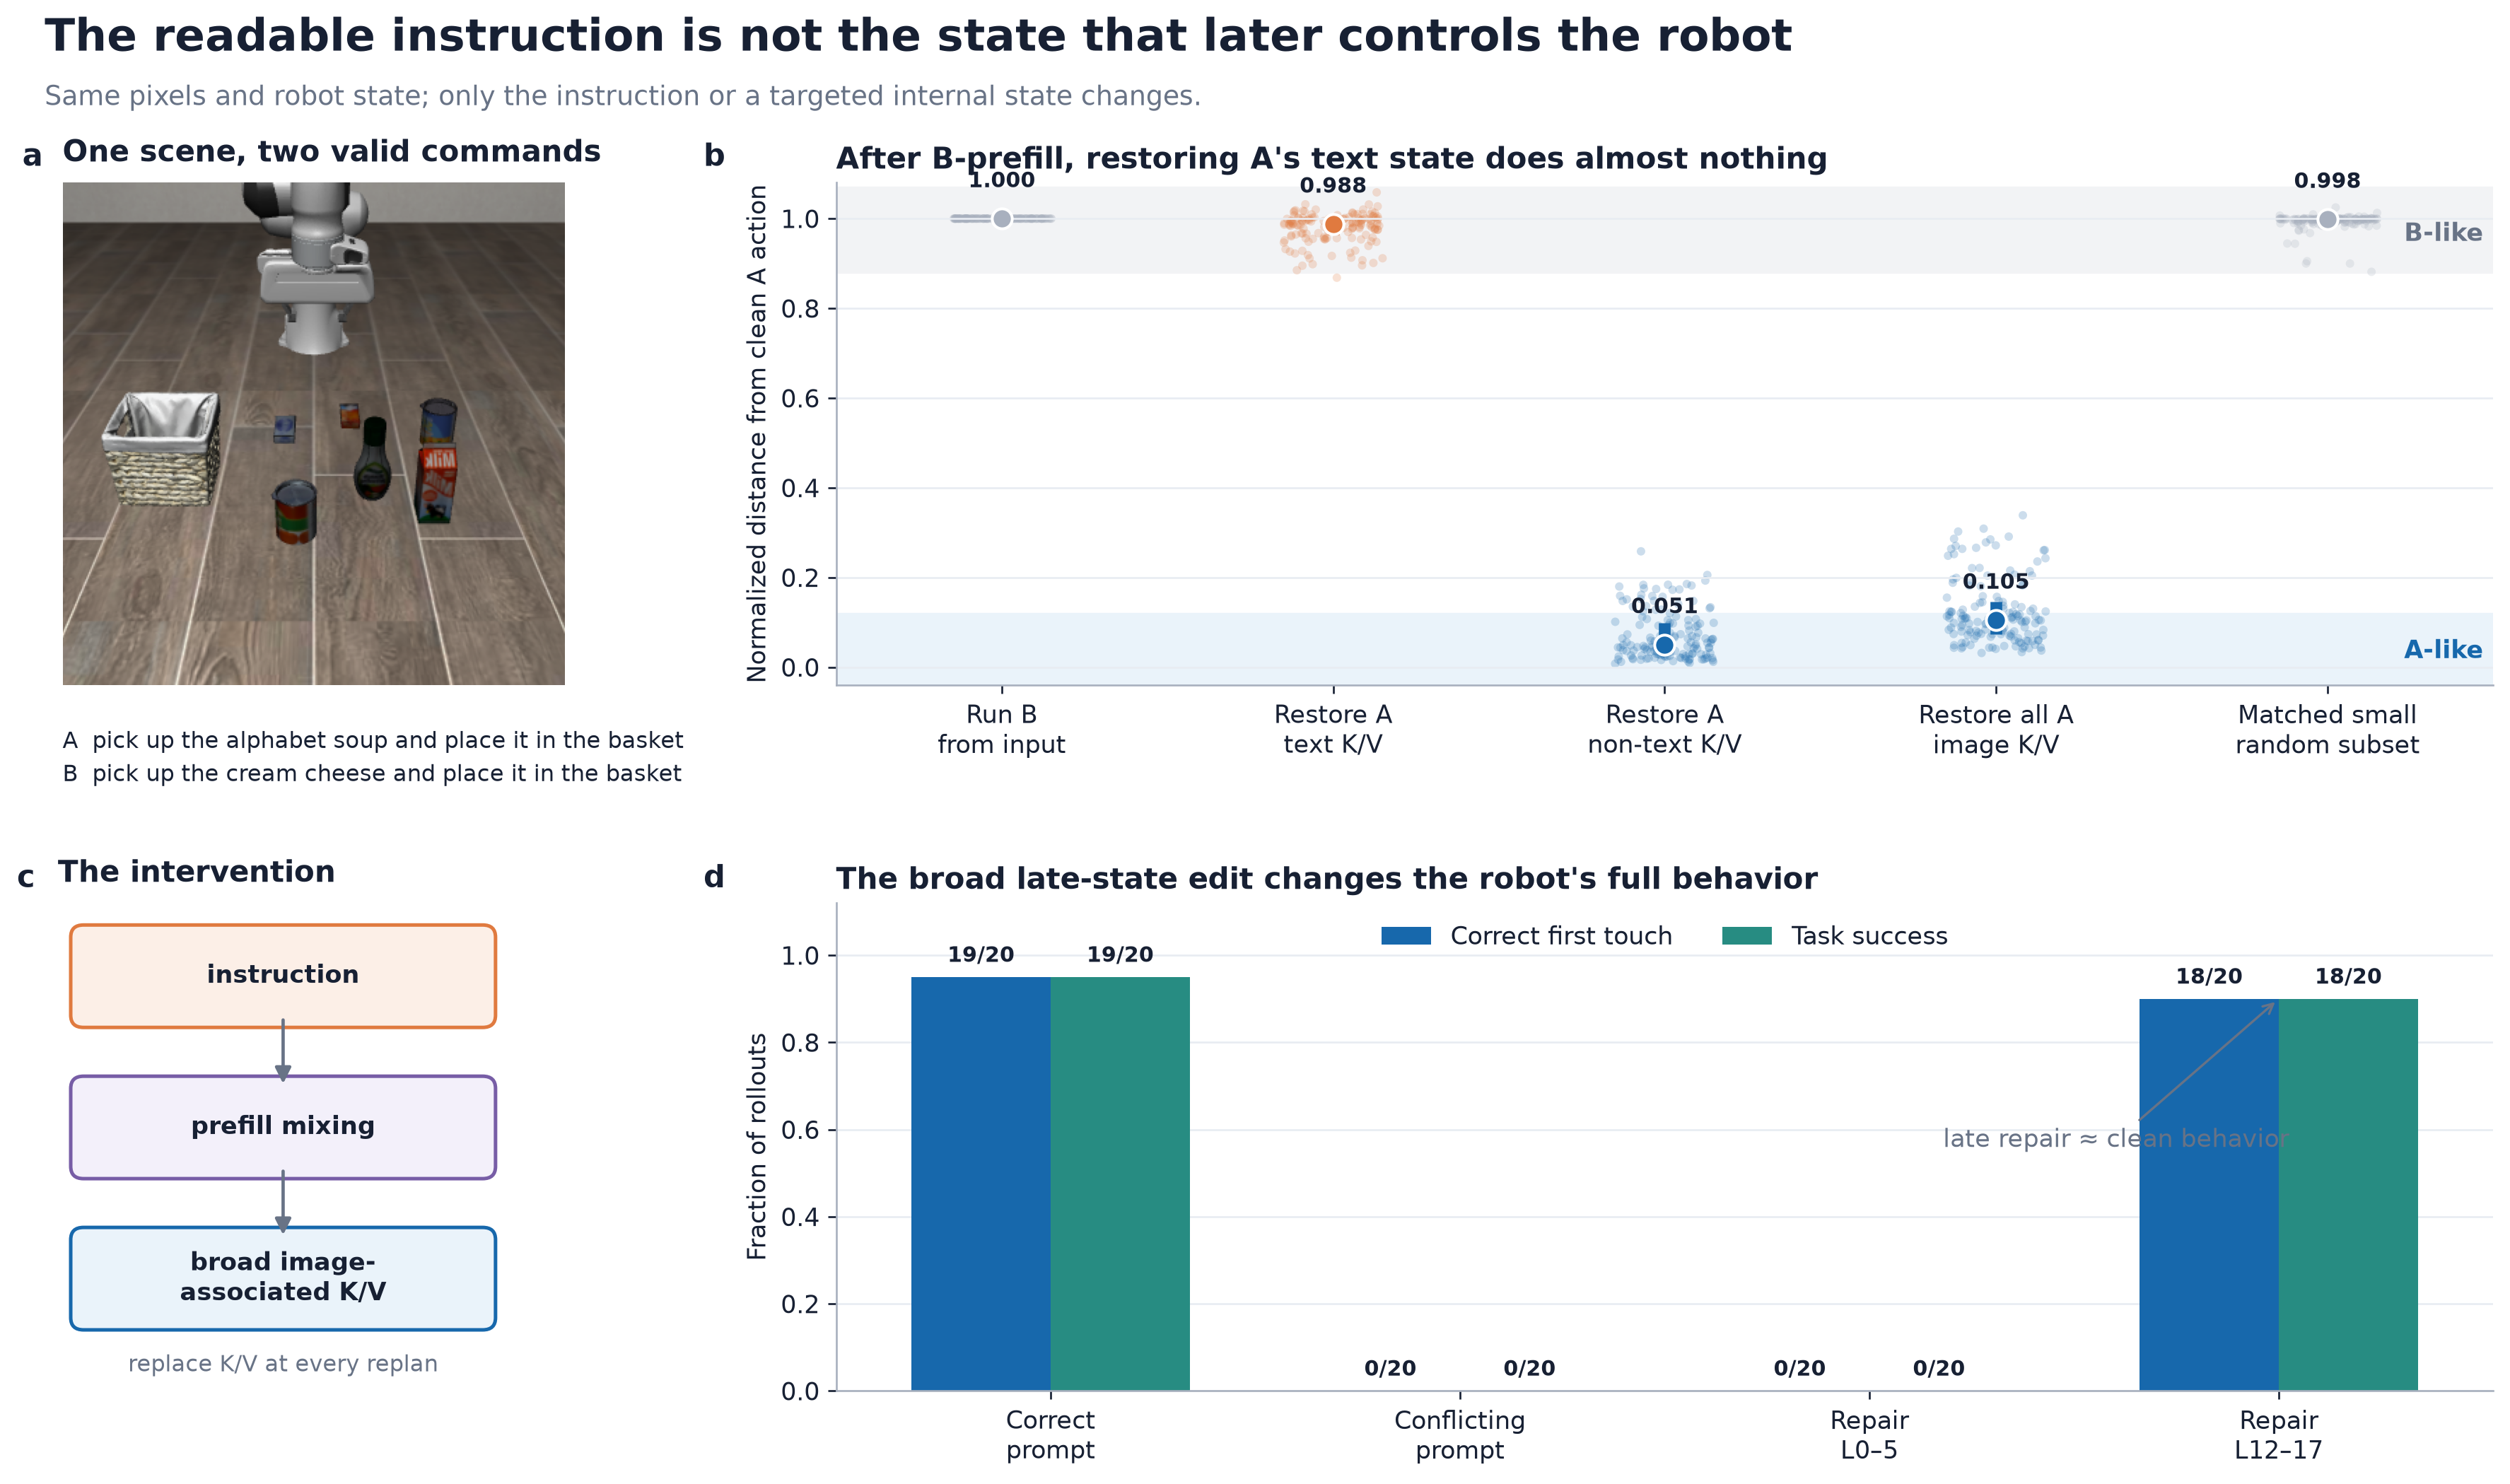 The readable instruction is not the state that later controls the robot
Same pixels and robot state; only the instruction or a targeted internal state changes.
a One scene, two valid commands
Milk
A pick up the alphabet soup and place it in the basket
B pick up the cream cheese and place it in the basket
b After B-prefill, restoring A's text state does almost nothing
Normalized distance from clean A action
1.0
0.8
0.6
0.4
0.2
0.0
1.000
0.988
0.051
0.105
0.998
B-like
A-like
Run B
from input
Restore A
text K/V
Restore A
non-text K/V
Restore all A
image K/V
Matched small
random subset
c The intervention
instruction
prefill mixing
broad image-
associated K/V
replace K/V at every replan
d The broad late-state edit changes the robot's full behavior
Correct first touch
Task success
Fraction of rollouts
1.0
0.8
0.6
0.4
0.2
0.0
19/20 19/20
0/20 0/20
0/20 0/20
18/20 18/20
late repair ≈ clean behavior
Correct
prompt
Conflicting
prompt
Repair
L0–5
Repair
L12–17